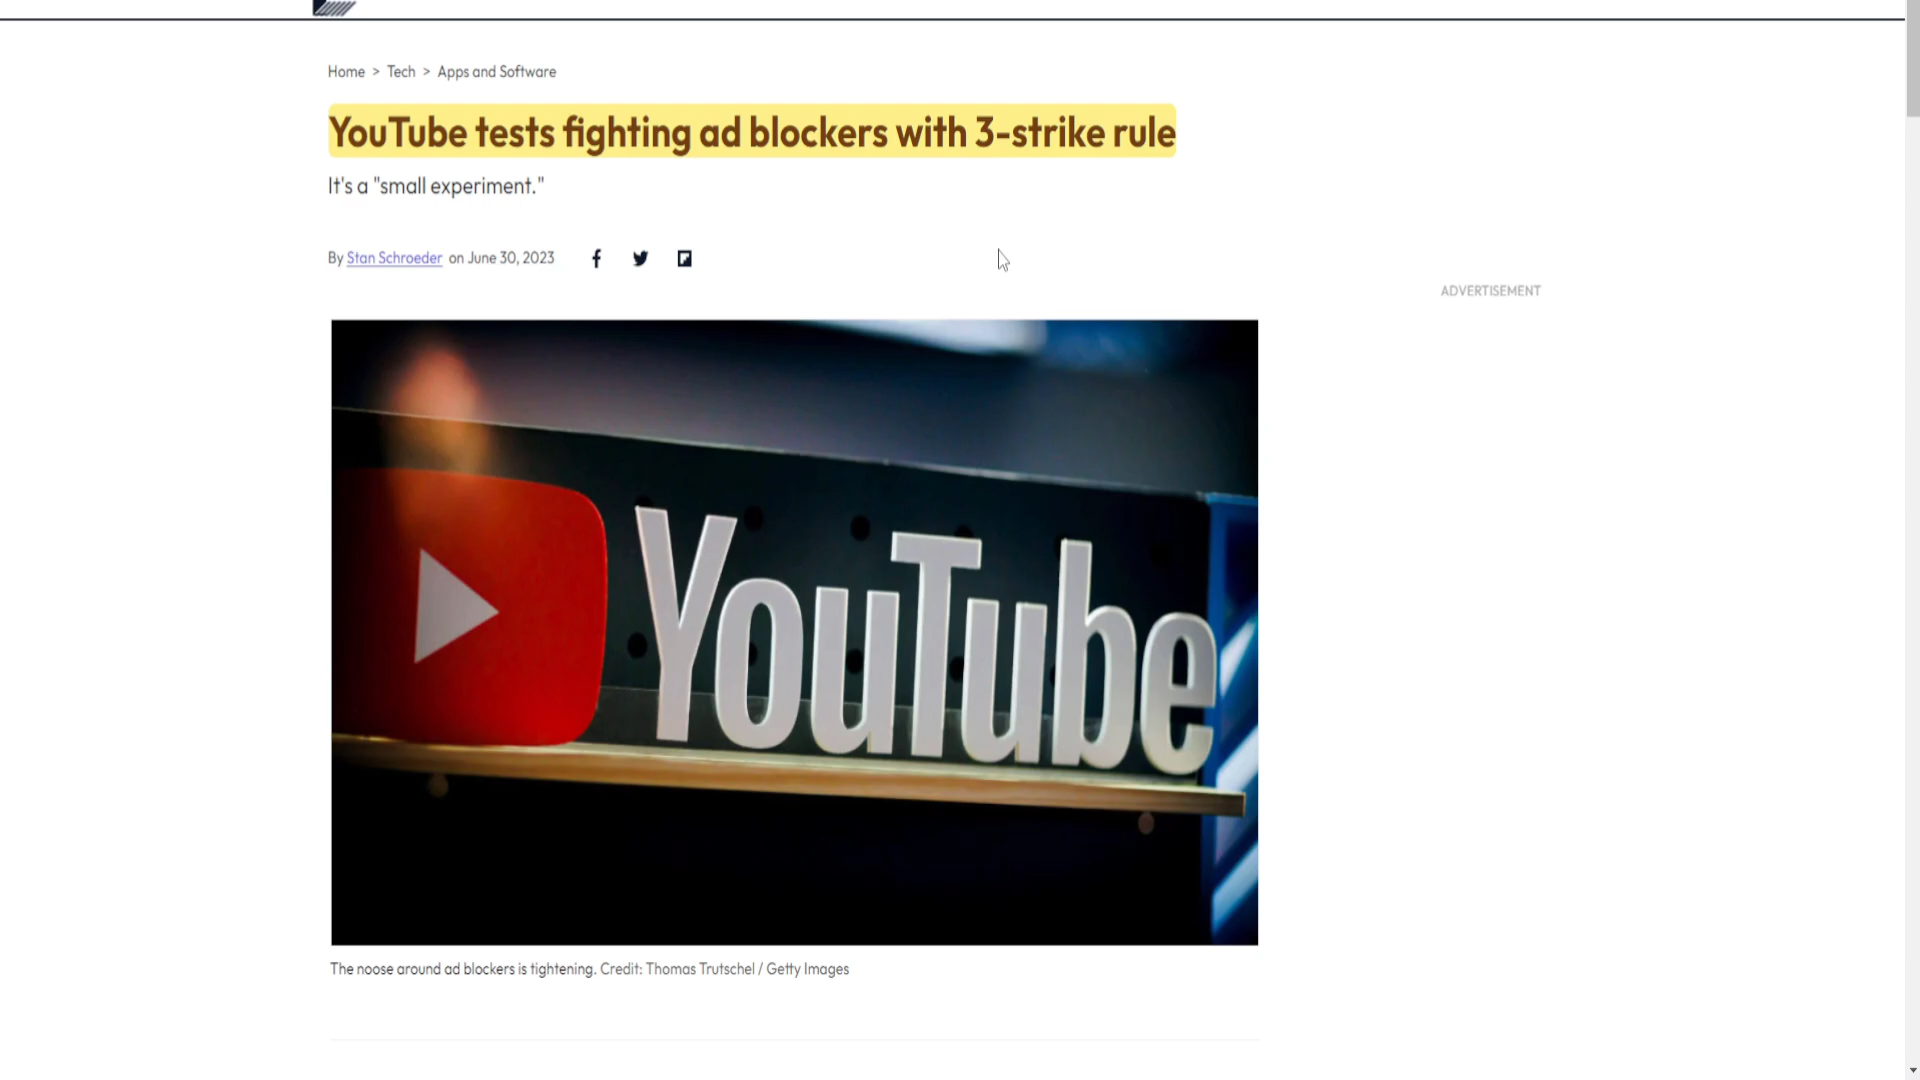 Home > Tech > Apps and Software
YouTube tests fighting ad blockers with 3-strike rule
It's a "small experiment."
By Stan Schroeder on June 30, 2023
ADVERTISEMENT
YouTube
The noose around ad blockers is tightening. Credit: Thomas Trutschel / Getty Images